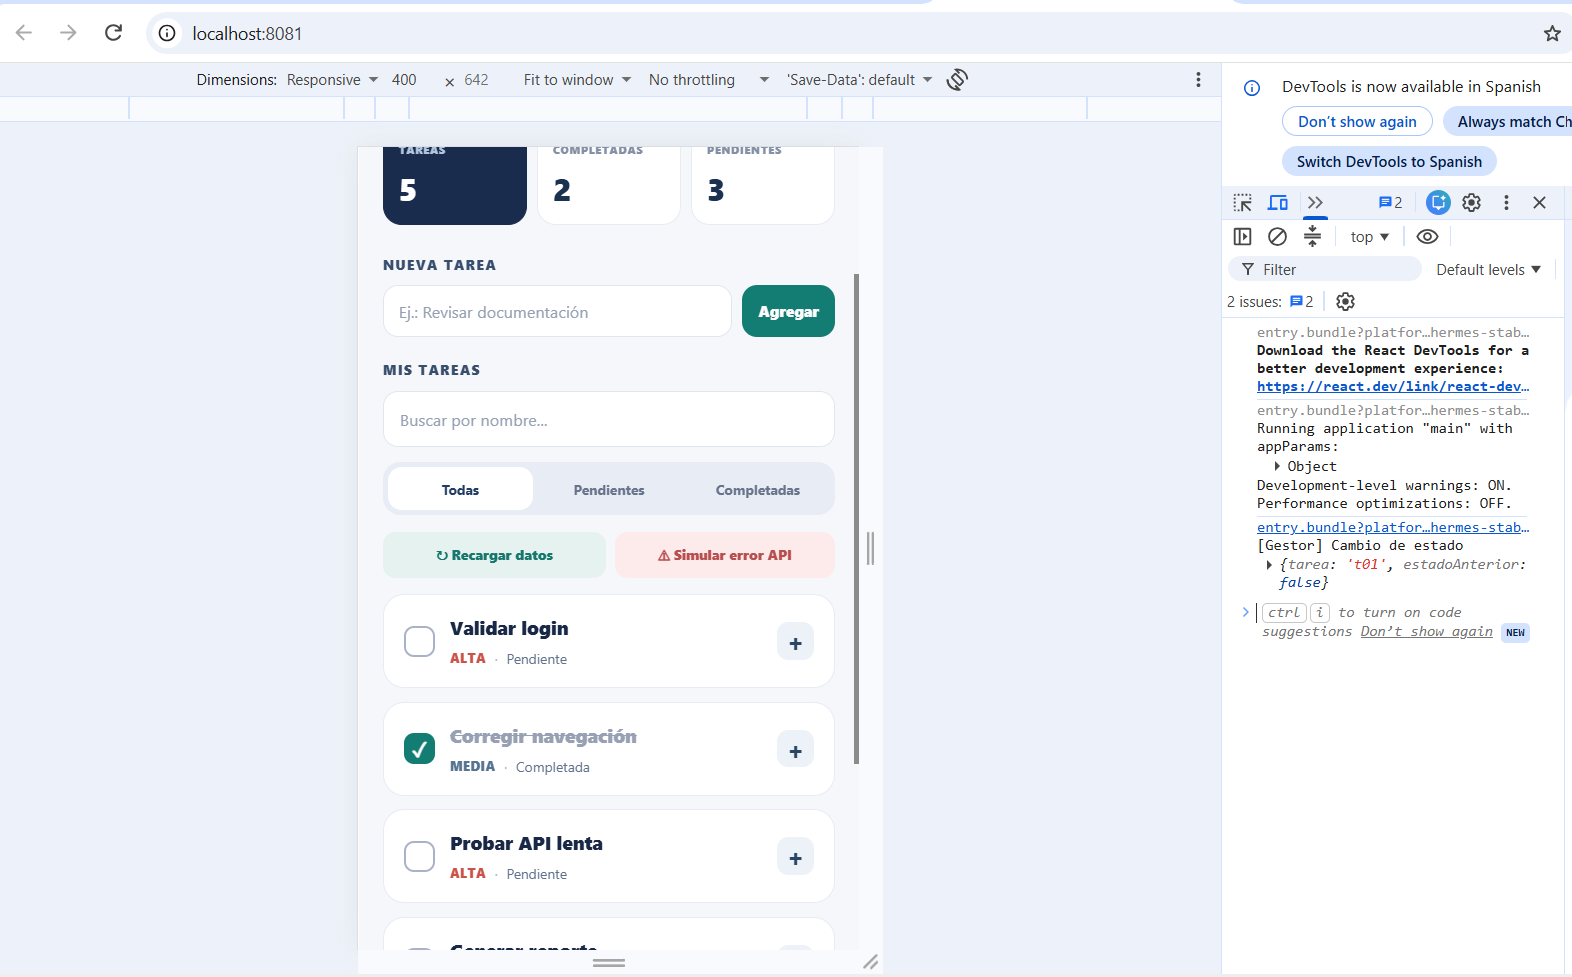 localhost:8081
Dimensions: Responsive 400 × 642 Fit to window No throttling 'Save-Data': default
DevTools is now available in Spanish
Don't show again Always match Ch
Switch DevTools to Spanish
2
top
Filter Default levels
2 issues: 2
TAREAS COMPLETADAS PENDIENTES
5 2 3
NUEVA TAREA
Ej.: Revisar documentación Agregar
MIS TAREAS
Buscar por nombre...
Todas Pendientes Completadas
↻ Recargar datos ⚠ Simular error API
Validar login
ALTA · Pendiente
+
Corregir navegación
MEDIA · Completada
+
Probar API lenta
ALTA · Pendiente
+
Generar reporte
entry.bundle?platfor…hermes-stab…
Download the React DevTools for a
better development experience:
https://react.dev/link/react-dev…
entry.bundle?platfor…hermes-stab…
Running application "main" with
appParams:
Object
Development-level warnings: ON.
Performance optimizations: OFF.
entry.bundle?platfor…hermes-stab…
[Gestor] Cambio de estado
{tarea: 't01', estadoAnterior:
false}
ctrl i to turn on code
suggestions Don't show again NEW